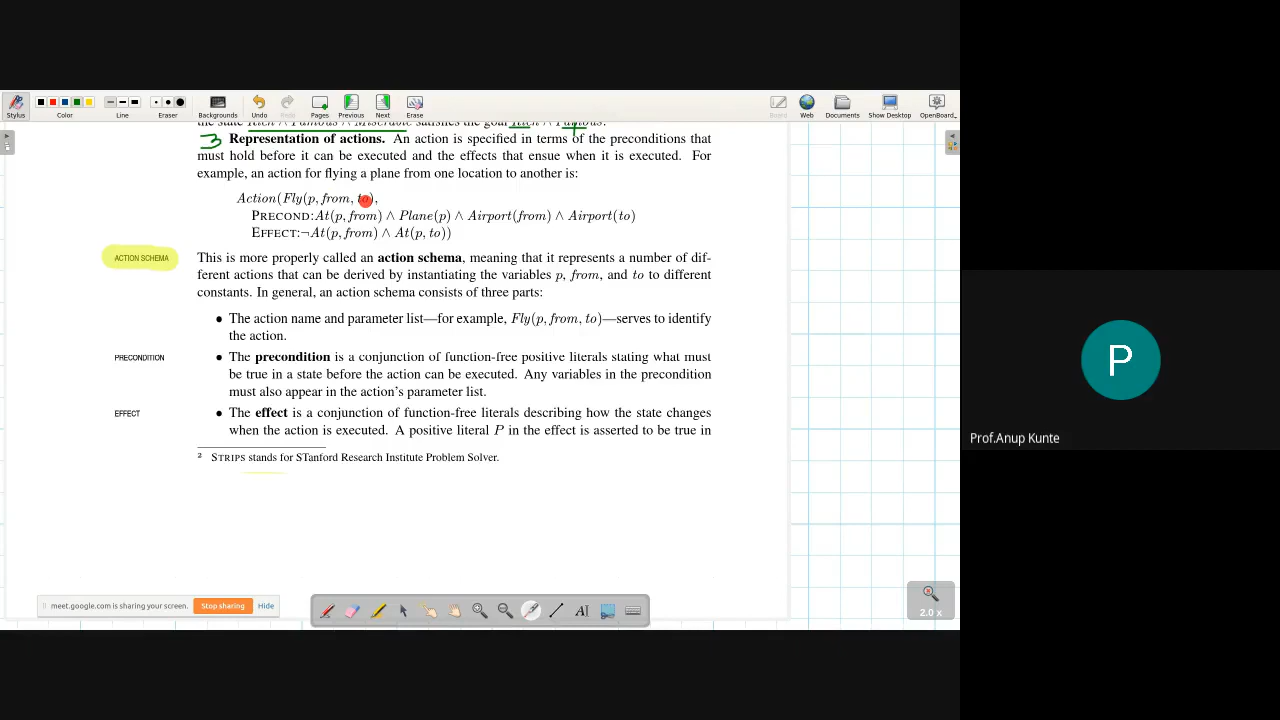 Stylus
Color
Line
Eraser
Backgrounds
Undo
Redo
Pages
Previous
Next
Erase
Board
Web
Documents
Show Desktop
OpenBoard
the state Rich ∧ Famous ∧ Miserable satisfies the goal Rich ∧ Famous.
3 Representation of actions. An action is specified in terms of the preconditions that
must hold before it can be executed and the effects that ensue when it is executed. For
example, an action for flying a plane from one location to another is:
Action(Fly(p, from, to),
PRECOND:At(p, from) ∧ Plane(p) ∧ Airport(from) ∧ Airport(to)
EFFECT:¬At(p, from) ∧ At(p, to))
ACTION SCHEMA
This is more properly called an action schema, meaning that it represents a number of dif-
ferent actions that can be derived by instantiating the variables p, from, and to to different
constants. In general, an action schema consists of three parts:
• The action name and parameter list—for example, Fly(p, from, to)—serves to identify
the action.
PRECONDITION
• The precondition is a conjunction of function-free positive literals stating what must
be true in a state before the action can be executed. Any variables in the precondition
must also appear in the action's parameter list.
EFFECT
• The effect is a conjunction of function-free literals describing how the state changes
when the action is executed. A positive literal P in the effect is asserted to be true in
2 STRIPS stands for STanford Research Institute Problem Solver.
P
Prof.Anup Kunte
meet.google.com is sharing your screen.
Stop sharing
Hide
AI
2.0 x